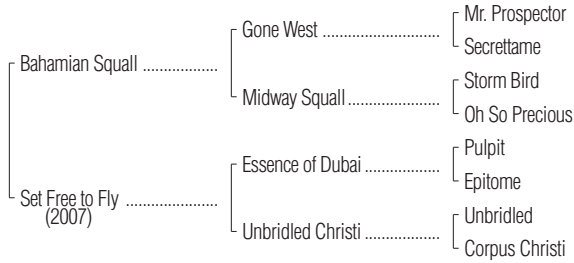 Mr. Prospector
Gone West ........................
Secrettame
Bahamian Squall ..................
Storm Bird
Midway Squall ......................
Oh So Precious
Pulpit
Essence of Dubai ..................
Epitome
Set Free to Fly ......................
(2007)
Unbridled
Unbridled Christi ..................
Corpus Christi